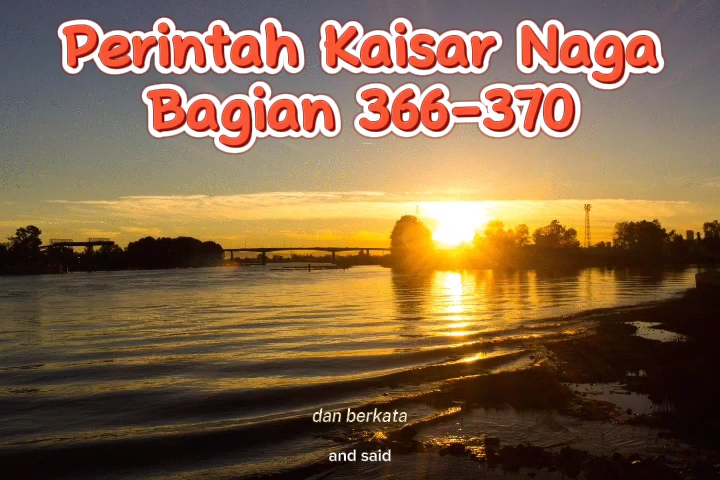 Perintah Kaisar Naga
Bagian 366-370
dan berkata
and said